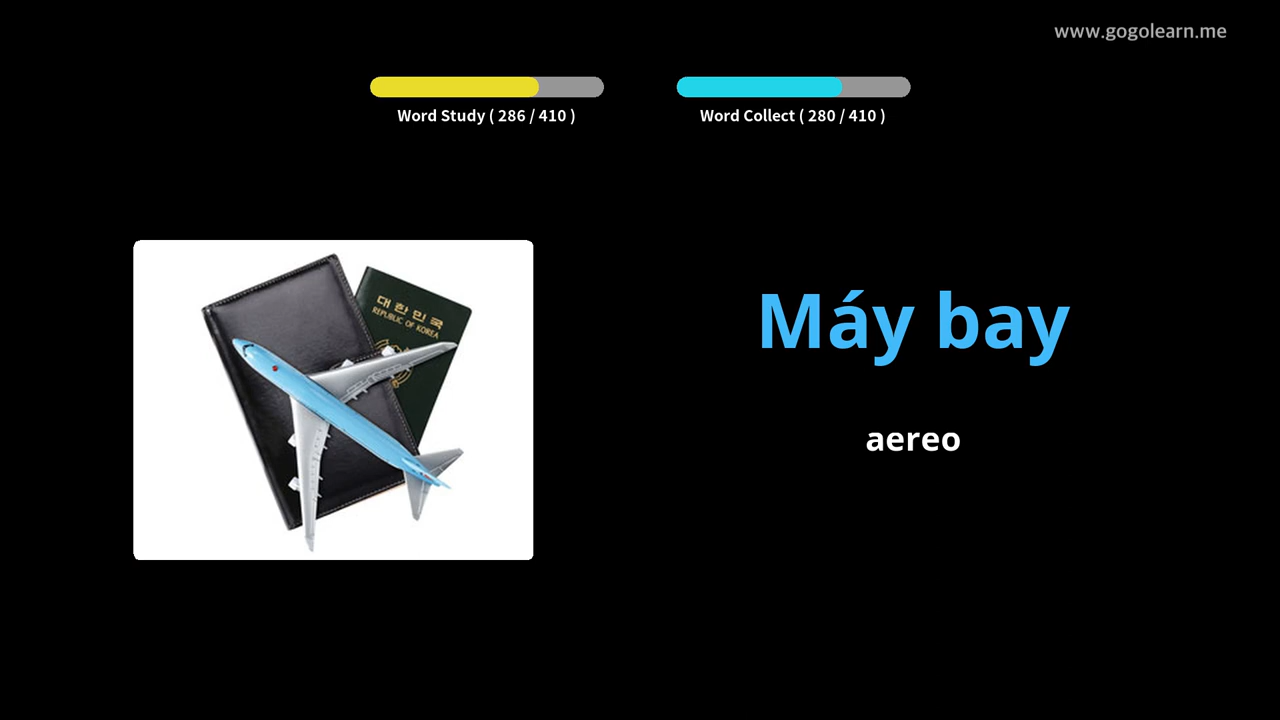 www.gogolearn.me
Word Study ( 286 / 410 )
Word Collect ( 280 / 410 )
대한민국
REPUBLIC OF KOREA
Máy bay
aereo